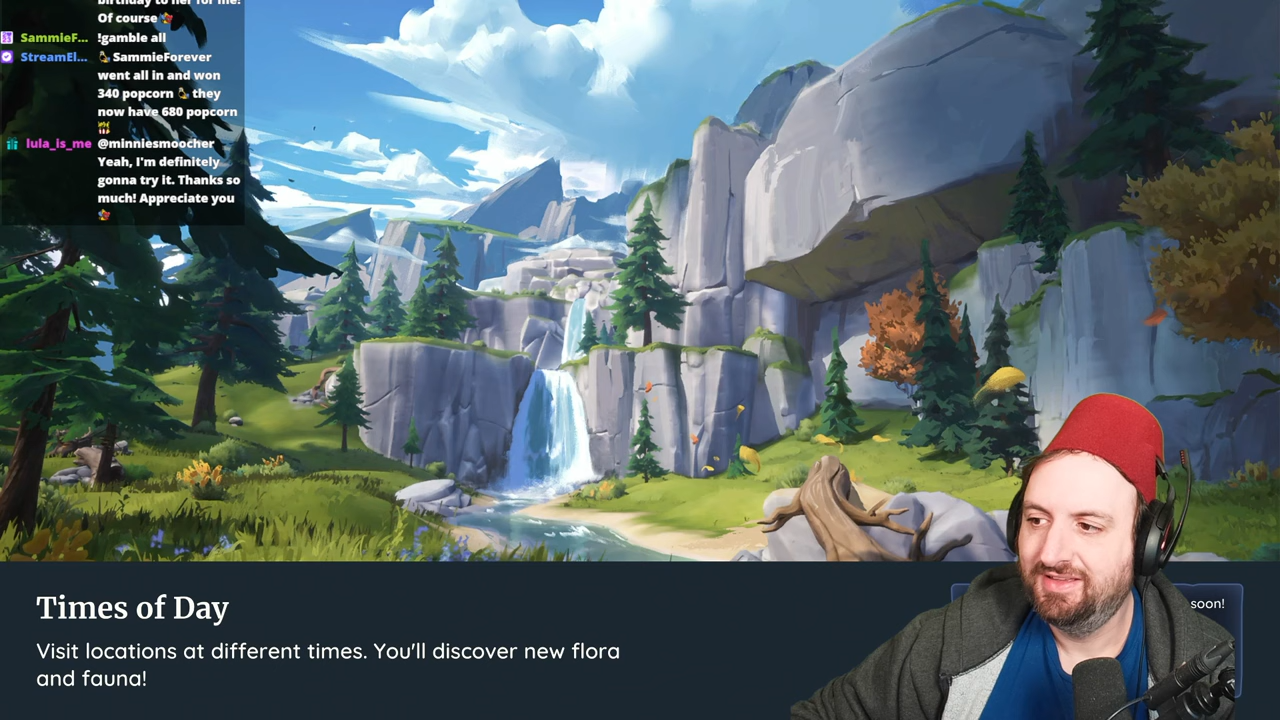 birthday to her for me!
Of course
SammieF... !gamble all
StreamEl... SammieForever
went all in and won
340 popcorn they
now have 680 popcorn
lula_is_me @minniesmoocher
Yeah, I'm definitely
gonna try it. Thanks so
much! Appreciate you
Times of Day
Visit locations at different times. You'll discover new flora
and fauna!
soon!